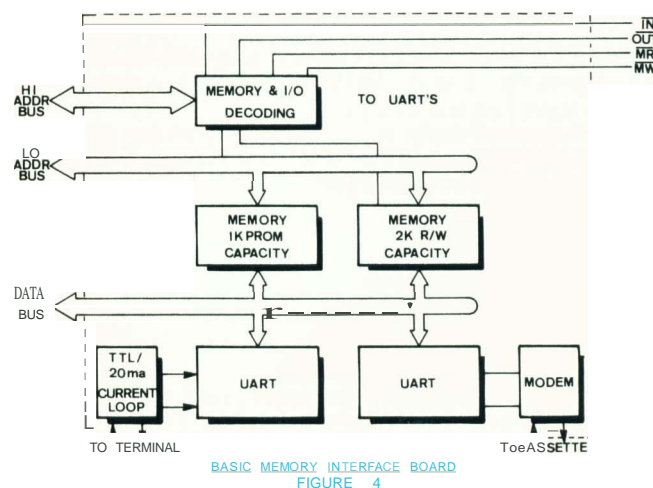 IN
OUT
MR
MW
HI
ADDR
BUS
MEMORY & I/O
DECODING
TO UART'S
LO
ADDR
BUS
MEMORY
1K PROM
CAPACITY
MEMORY
2K R/W
CAPACITY
DATA
BUS
TTL/
20ma
CURRENT
LOOP
UART
UART
MODEM
TO TERMINAL
ToeASSETTE
BASIC MEMORY INTERFACE BOARD
FIGURE 4